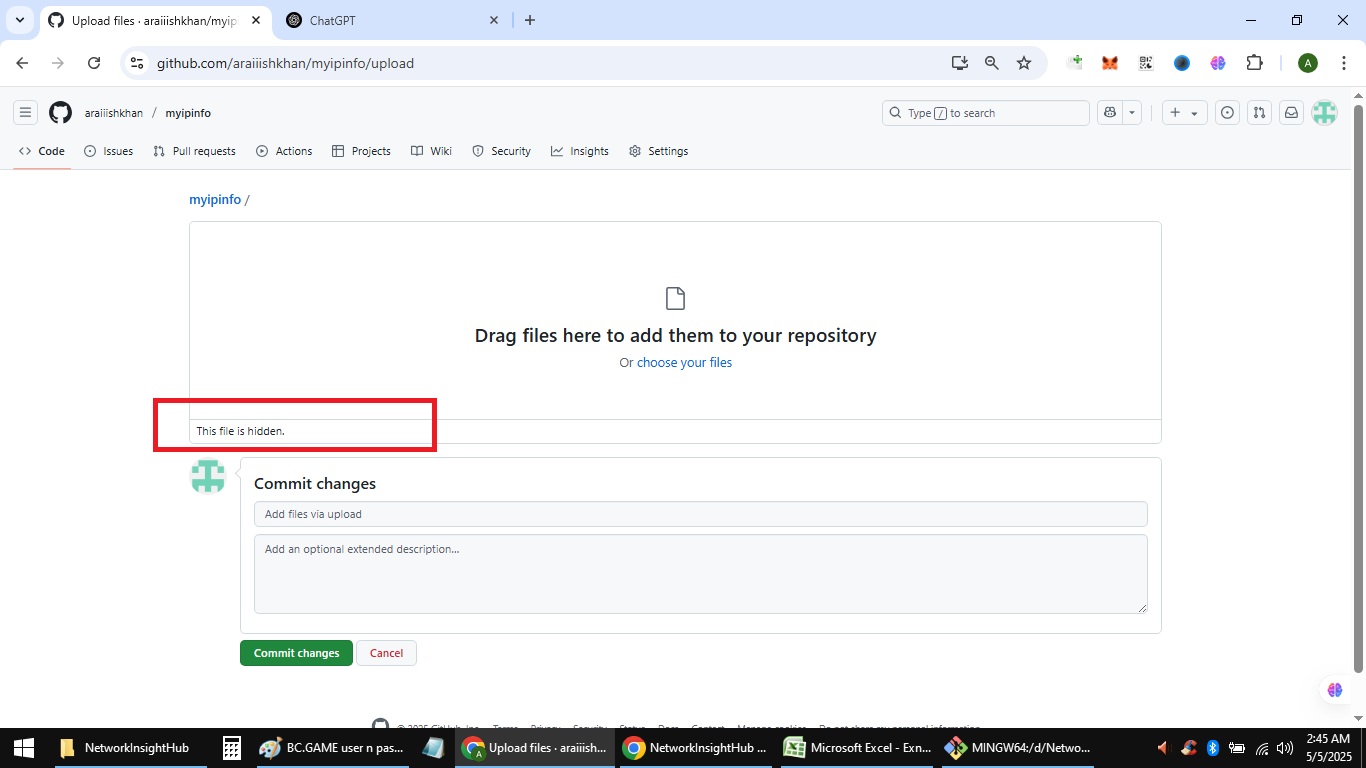 Upload files · araiiishkhan/myip
ChatGPT
github.com/araiiishkhan/myipinfo/upload
A
araiiishkhan / myipinfo
Type / to search
Code Issues Pull requests Actions Projects Wiki Security Insights Settings
myipinfo /
Drag files here to add them to your repository
Or choose your files
This file is hidden.
Commit changes
Add files via upload
Add an optional extended description...
Commit changes Cancel
© 2025 GitHub, Inc. Terms Privacy Security Status Docs Contact Manage cookies Do not share my personal information
NetworkInsightHub
BC.GAME user n pas...
Upload files · araiiish...
NetworkInsightHub ...
Microsoft Excel - Exn...
MINGW64:/d/Netwo...
2:45 AM
5/5/2025